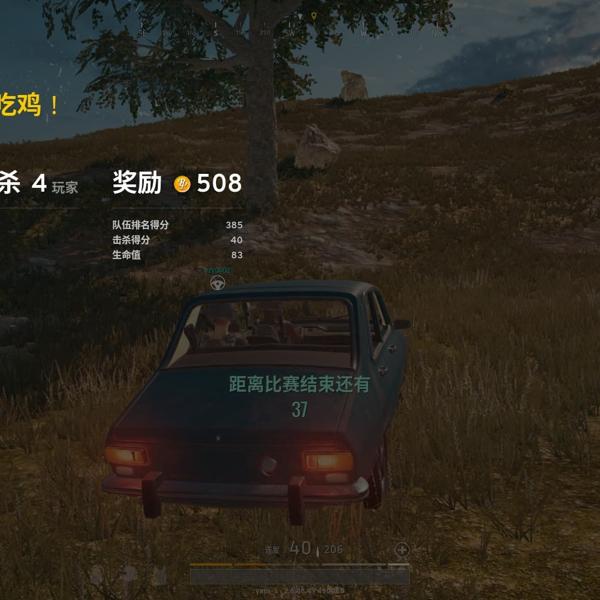 吃鸡！
杀 4 玩家 奖励 508
队伍排名得分 385
击杀得分 40
生命值 83
距离比赛结束还有
37
40 206